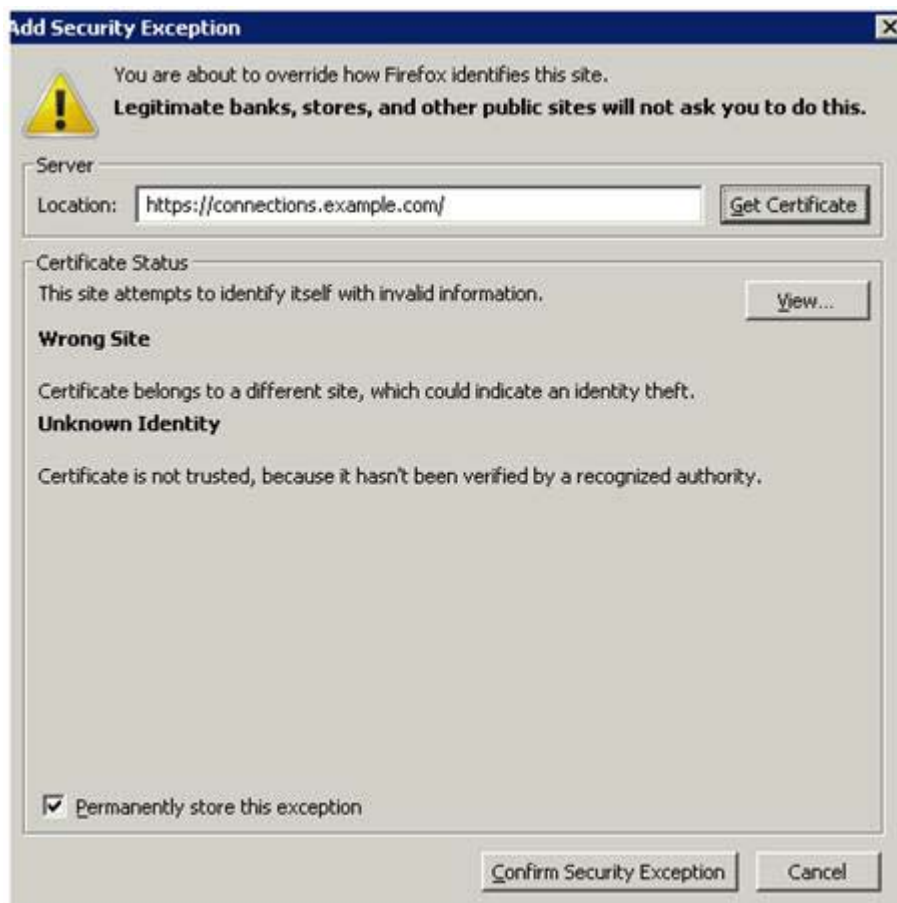 Add Security Exception
You are about to override how Firefox identifies this site.
Legitimate banks, stores, and other public sites will not ask you to do this.
Server
Location: https://connections.example.com/ Get Certificate
Certificate Status
This site attempts to identify itself with invalid information. View...
Wrong Site
Certificate belongs to a different site, which could indicate an identity theft.
Unknown Identity
Certificate is not trusted, because it hasn't been verified by a recognized authority.
Permanently store this exception
Confirm Security Exception Cancel